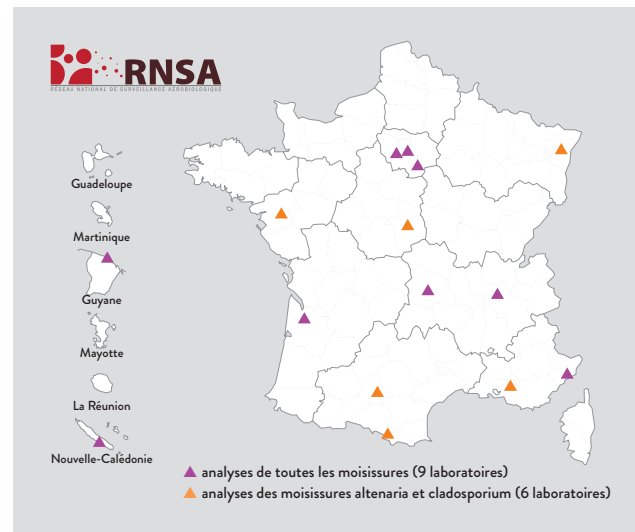 RNSA
RÉSEAU NATIONAL DE SURVEILLANCE AÉROBIOLOGIQUE
Guadeloupe
Martinique
Guyane
Mayotte
La Réunion
Nouvelle-Calédonie
analyses de toutes les moisissures (9 laboratoires)
analyses des moisissures altenaria et cladosporium (6 laboratoires)